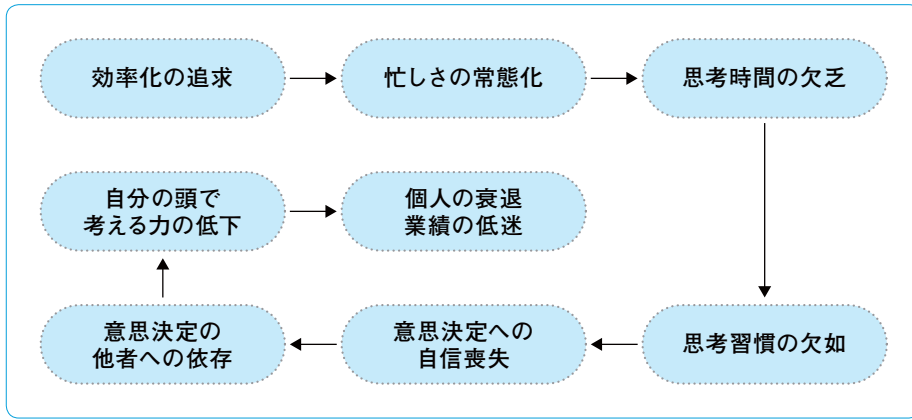 効率化の追求
忙しさの常態化
思考時間の欠乏
自分の頭で
考える力の低下
個人の衰退
業績の低迷
意思決定の
他者への依存
意思決定への
自信喪失
思考習慣の欠如